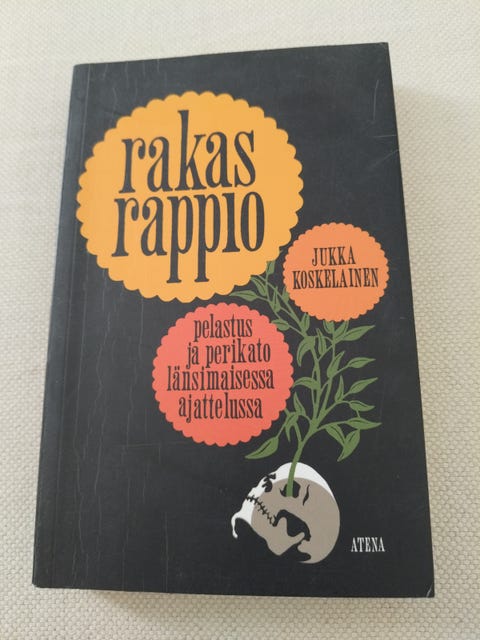 rakas
rappio
JUKKA
KOSKELAINEN
pelastus
ja perikato
länsimaisessa
ajattelussa
ATENA